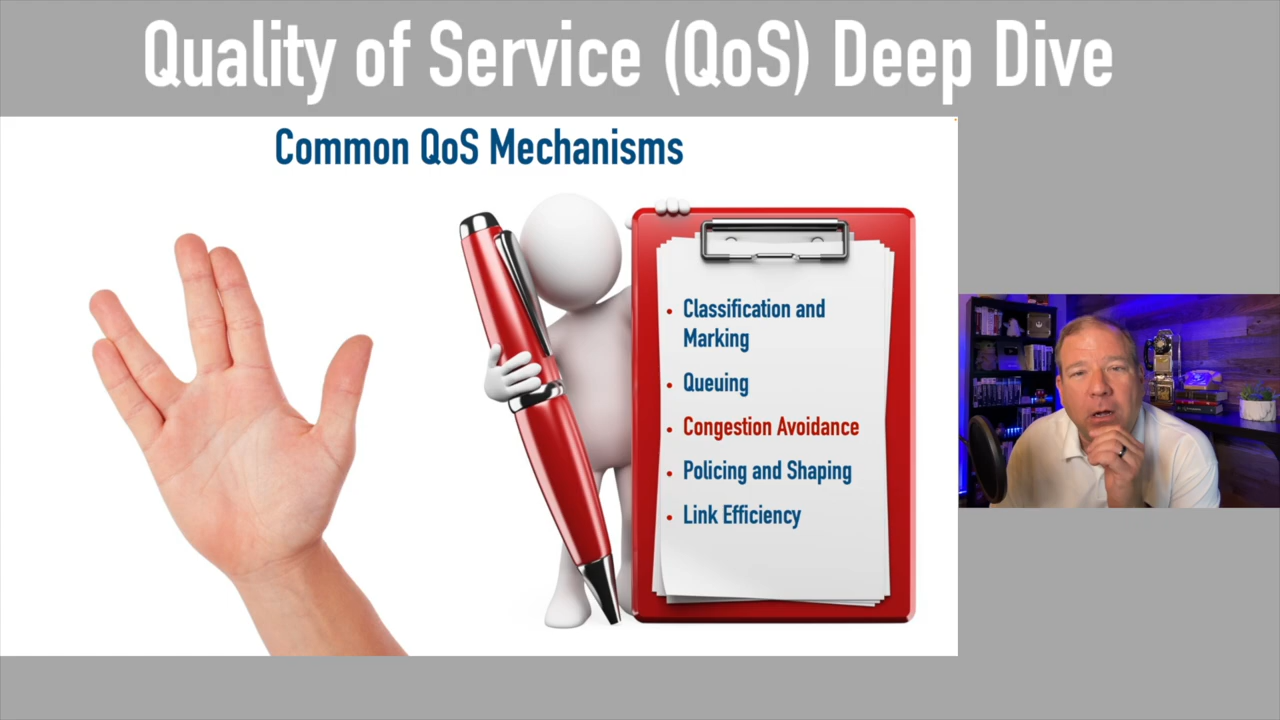 Quality of Service (QoS) Deep Dive
Common QoS Mechanisms
• Classification and
Marking
• Queuing
• Congestion Avoidance
• Policing and Shaping
• Link Efficiency